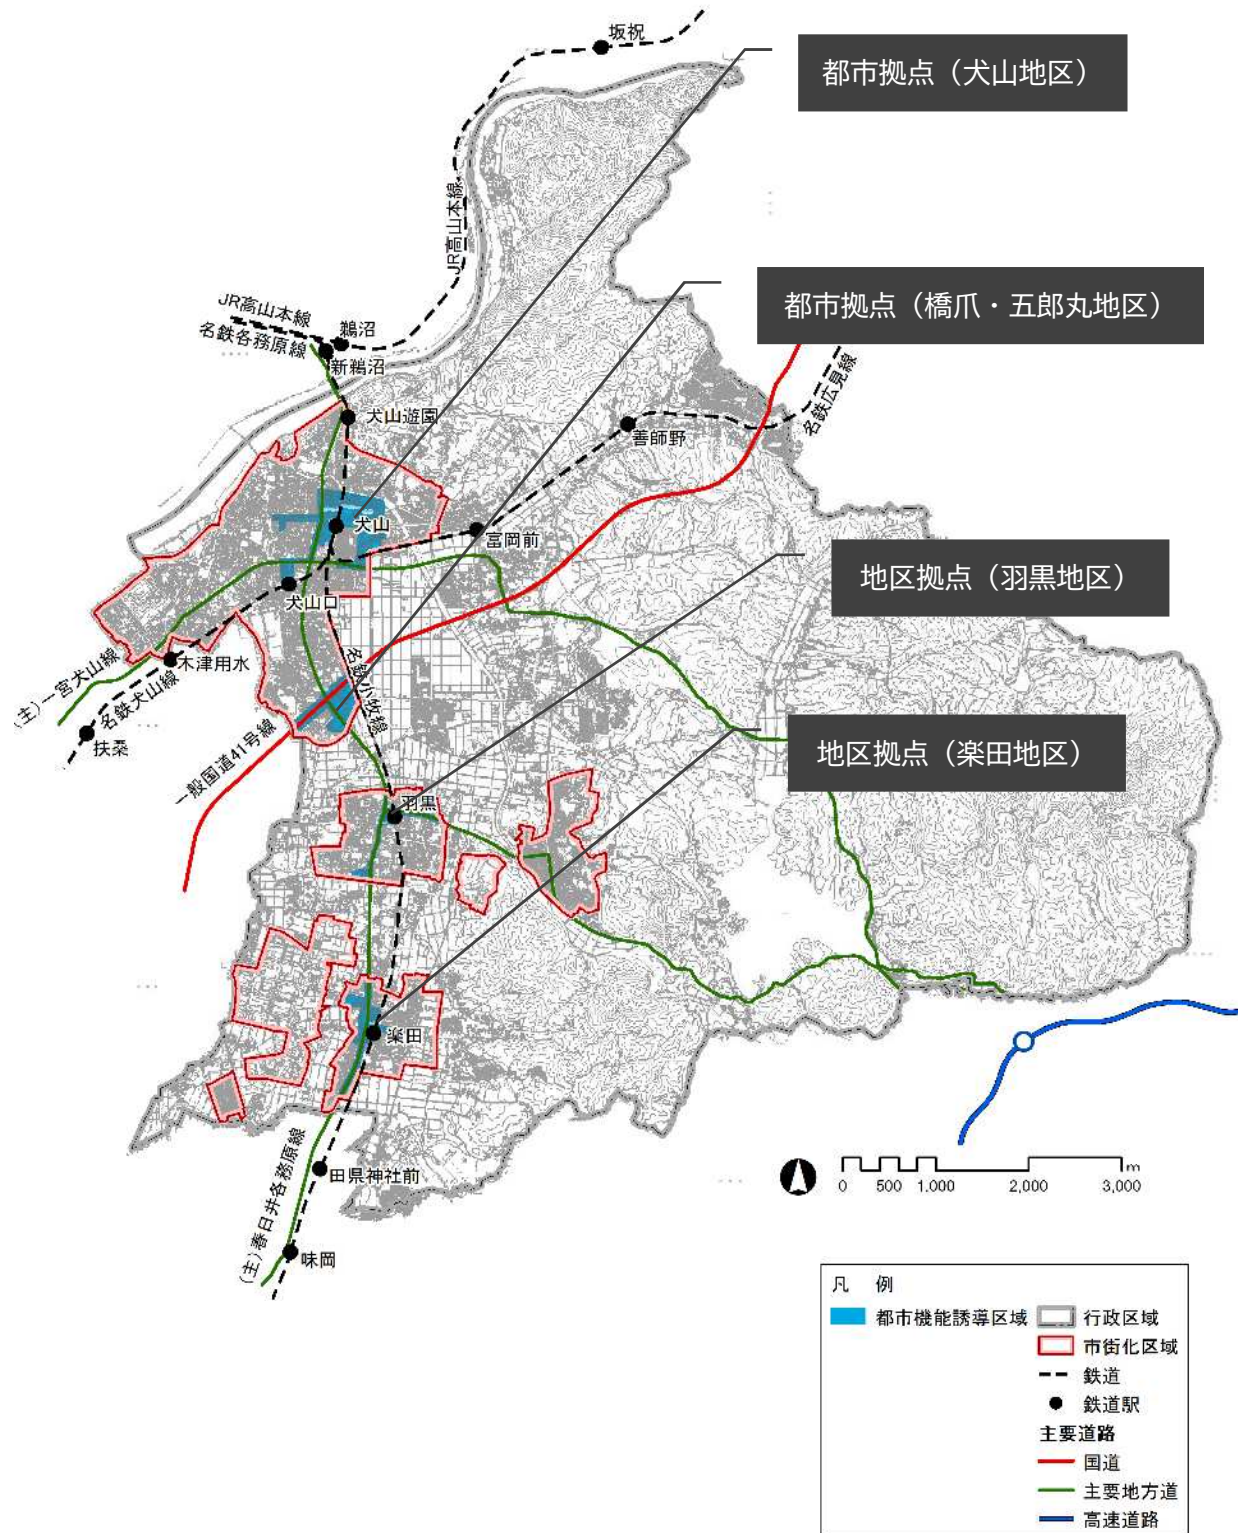 坂祝
都市拠点（犬山地区）
JR高山本線
都市拠点（橋爪・五郎丸地区）
JR高山本線
名鉄各務原線
鵜沼
新鵜沼
犬山遊園
善師野
名鉄広見線
犬山
富岡前
地区拠点（羽黒地区）
犬山口
木津用水
(主)一宮犬山線
名鉄犬山線
扶桑
名鉄小牧線
一般国道41号線
地区拠点（楽田地区）
羽黒
楽田
(主)春日井各務原線
田県神社前
味岡
0 500 1,000 2,000 3,000 m
凡 例
都市機能誘導区域
行政区域
市街化区域
鉄道
鉄道駅
主要道路
国道
主要地方道
高速道路